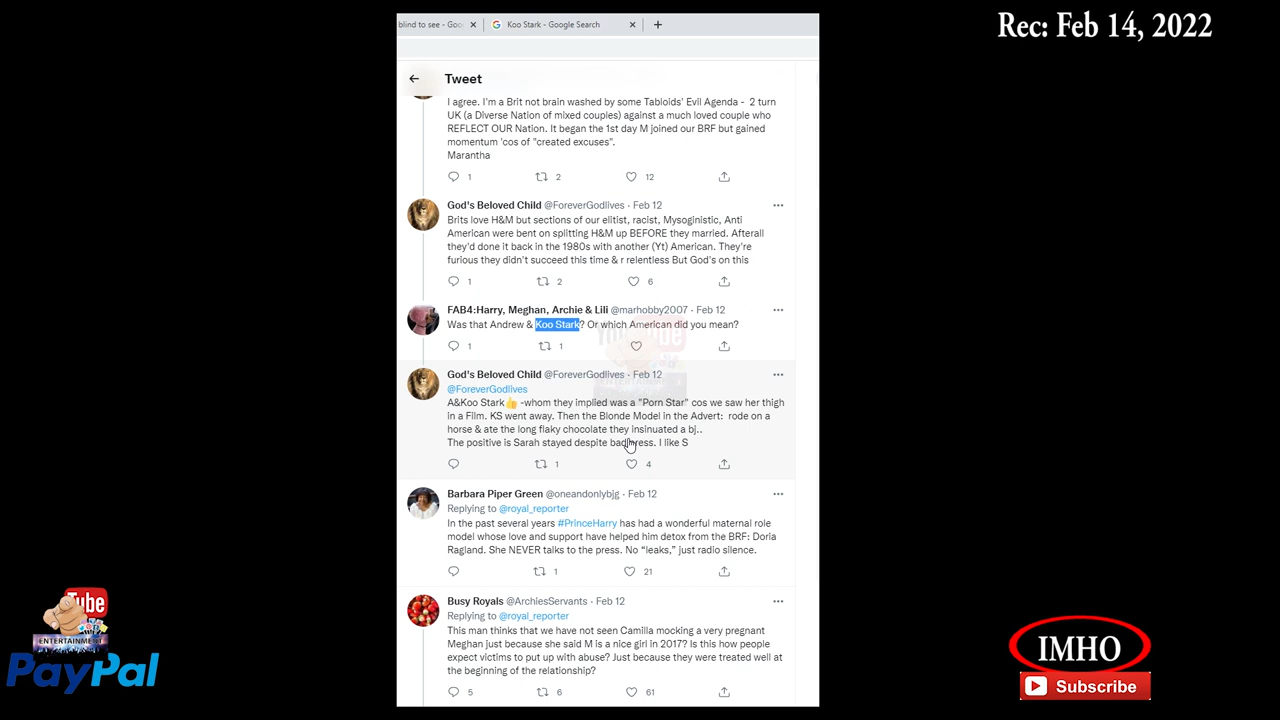 Rec: Feb 14, 2022
blind to see - Goo
Koo Stark - Google Search
Tweet
I agree. I'm a Brit not brain washed by some Tabloids' Evil Agenda - 2 turn
UK (a DIverse Nation of mixed couples) against a much loved couple who
REFLECT OUR Nation. It began the 1st day M joined our BRF but gained
momentum 'cos of "created excuses".
Marantha
1 2 12
God's Beloved Child @ForeverGodlives · Feb 12
Brits love H&M but sections of our elitist, racist, Mysoginistic, Anti
American were bent on splitting H&M up BEFORE they married. Afterall
they'd done it back in the 1980s with another (Yt) American. They're
furious they didn't succeed this time & r relentless But God's on this
1 2 6
FAB4:Harry, Meghan, Archie & Lili @marhobby2007 · Feb 12
Was that Andrew & Koo Stark? Or which American did you mean?
1 1
God's Beloved Child @ForeverGodlives · Feb 12
@ForeverGodlives
A&Koo Stark👍 -whom they implied was a "Porn Star" cos we saw her thigh
in a Film. KS went away. Then the Blonde Model in the Advert: rode on a
horse & ate the long flaky chocolate they insinuated a bj..
The positive is Sarah stayed despite bad press. I like S
1 4
Barbara Piper Green @oneandonlybjg · Feb 12
Replying to @royal_reporter
In the past several years #PrinceHarry has had a wonderful maternal role
model whose love and support have helped him detox from the BRF: Doria
Ragland. She NEVER talks to the press. No “leaks,” just radio silence.
1 21
Busy Royals @ArchiesServants · Feb 12
Replying to @royal_reporter
This man thinks that we have not seen Camilla mocking a very pregnant
Meghan just because she said M is a nice girl in 2017? Is this how people
expect victims to put up with abuse? Just because they were treated well at
the beginning of the relationship?
5 6 61
Tube
ENTERTAINMENT
PayPal
IMHO
Subscribe